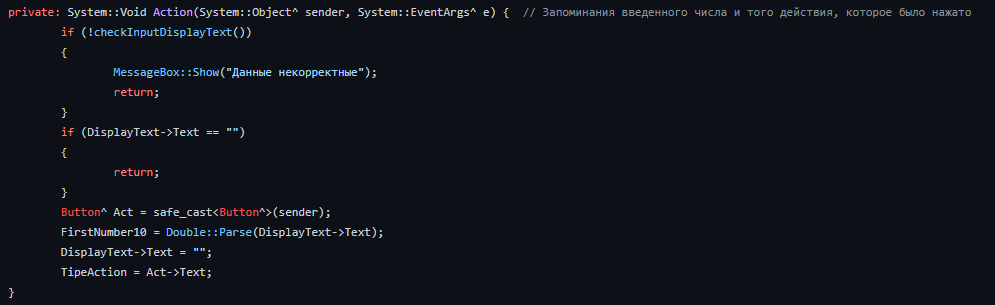 private: System::Void Action(System::Object^ sender, System::EventArgs^ e) {  // Запоминания введенного числа и того действия, которое было нажато
	if (!checkInputDisplayText())
	{
		MessageBox::Show("Данные некорректные");
		return;
	}
	if (DisplayText->Text == "")
	{
		return;
	}
	Button^ Act = safe_cast<Button^>(sender);
	FirstNumber10 = Double::Parse(DisplayText->Text);
	DisplayText->Text = "";
	TipeAction = Act->Text;
}